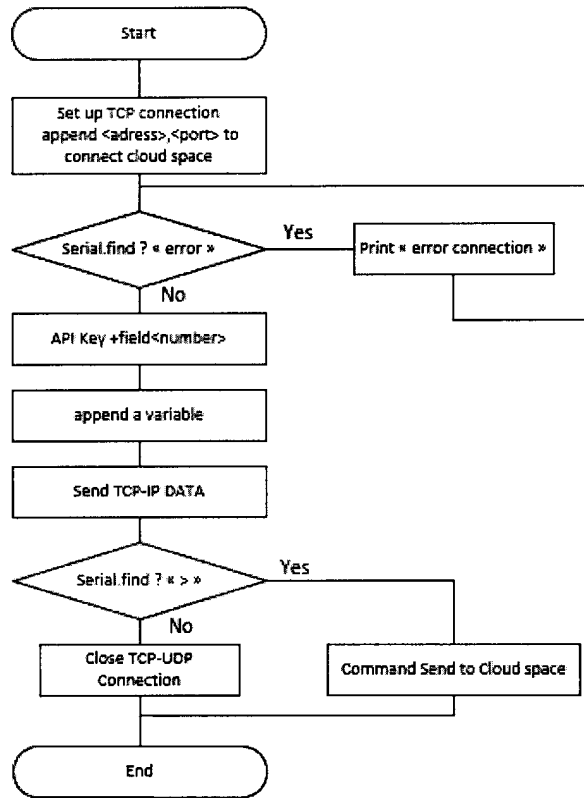 Start
Set up TCP connection
append <adress>,<port> to
connect cloud space
Serial.find ? « error »
Yes
Print « error connection »
No
API Key +field<number>
append a variable
Send TCP-IP DATA
Serial.find ? « > »
Yes
No
Close TCP-UDP
Connection
Command Send to Cloud space
End